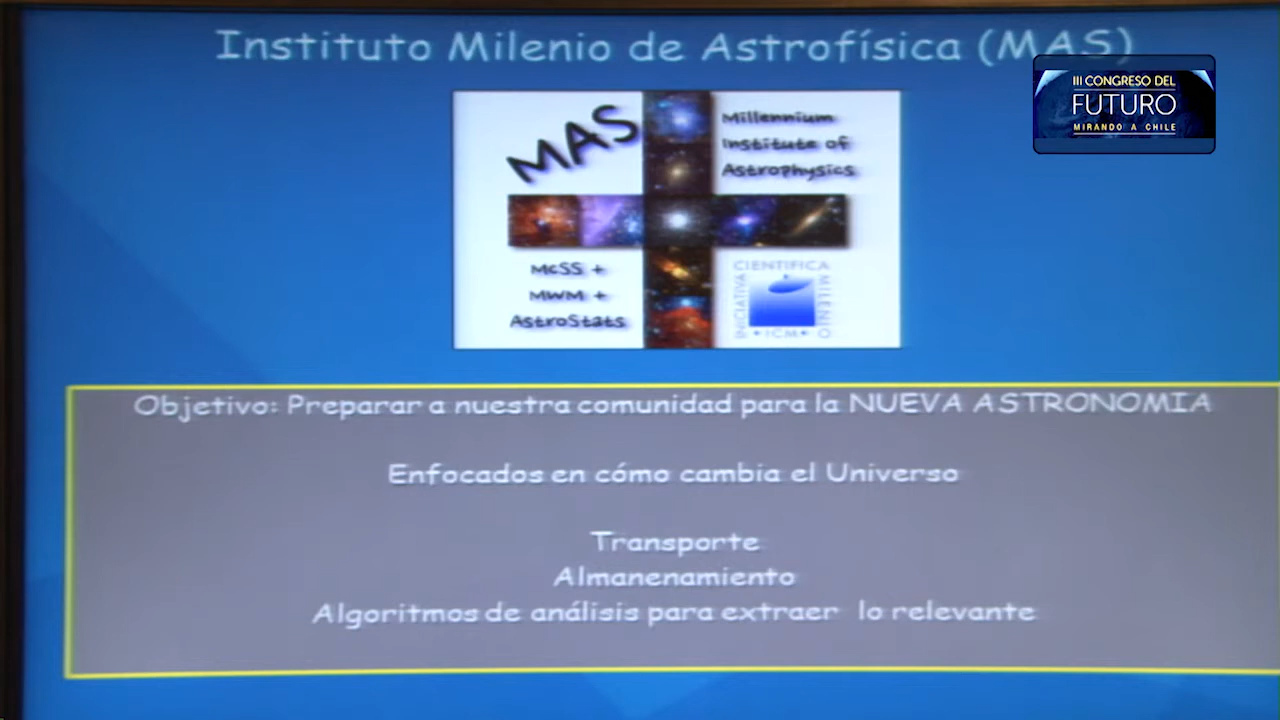 Instituto Milenio de Astrofísica (MAS)
III CONGRESO DEL
FUTURO
MIRANDO A CHILE
MAS
Millennium
Institute of
Astrophysics
McSS +
MWM +
AstroStats
CIENTIFICA
INICIATIVA
MILENIO
ICM
Objetivo: Preparar a nuestra comunidad para la NUEVA ASTRONOMIA
Enfocados en cómo cambia el Universo
Transporte
Almanenamiento
Algoritmos de análisis para extraer lo relevante